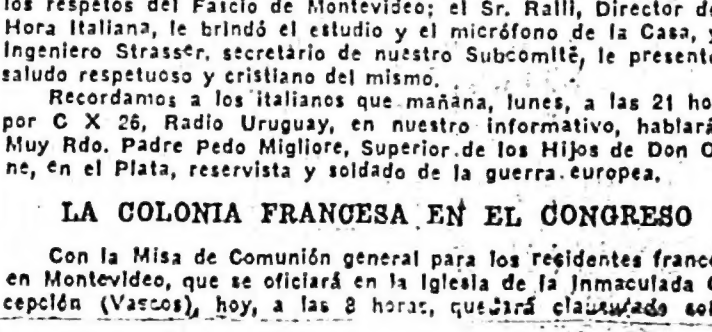 los respetos del Fascio de Montevideo; el Sr. Ralli, Director d
Hora Italiana, le brindó el estudio y el micrófono de la Casa, y
Ingeniero Strasser, secretario de nuestro Subcomité, le present
saludo respetuoso y cristiano del mismo.
Recordamos a los italianos que mañana, lunes, a las 21 ho
por C X 26, Radio Uruguay, en nuestro informativo, hablará
Muy Rdo. Padre Pedo Migliore, Superior de los Hijos de Don O
ne, en el Plata, reservista y soldado de la guerra europea.
LA COLONIA FRANCESA EN EL CONGRESO
Con la Misa de Comunión general para los residentes franc
en Montevideo, que se oficiará en la Iglesia de la Inmaculada C
cepción (Vascos), hoy, a las 8 horas, quedará clausurado sol